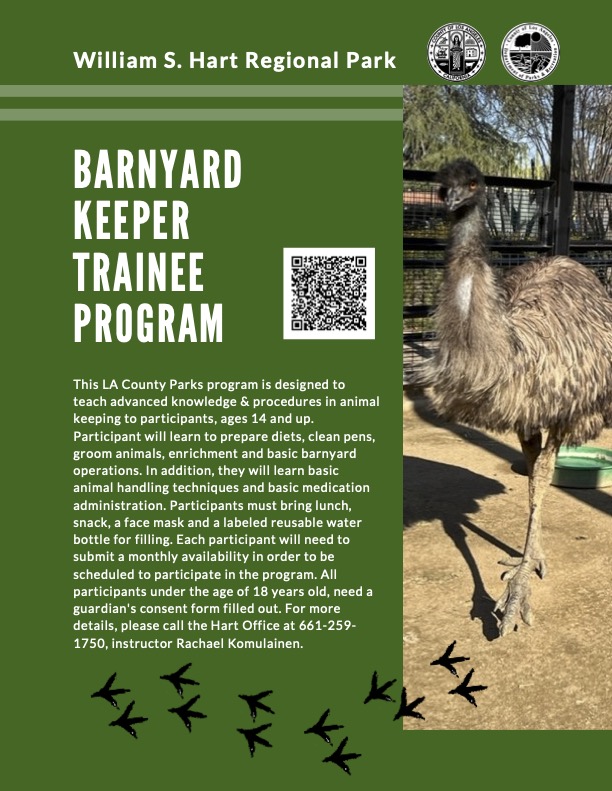 William S. Hart Regional Park
BARNYARD
KEEPER
TRAINEE
PROGRAM
This LA County Parks program is designed to
teach advanced knowledge & procedures in animal
keeping to participants, ages 14 and up.
Participant will learn to prepare diets, clean pens,
groom animals, enrichment and basic barnyard
operations. In addition, they will learn basic
animal handling techniques and basic medication
administration. Participants must bring lunch,
snack, a face mask and a labeled reusable water
bottle for filling. Each participant will need to
submit a monthly availability in order to be
scheduled to participate in the program. All
participants under the age of 18 years old, need a
guardian's consent form filled out. For more
details, please call the Hart Office at 661-259-
1750, instructor Rachael Komulainen.